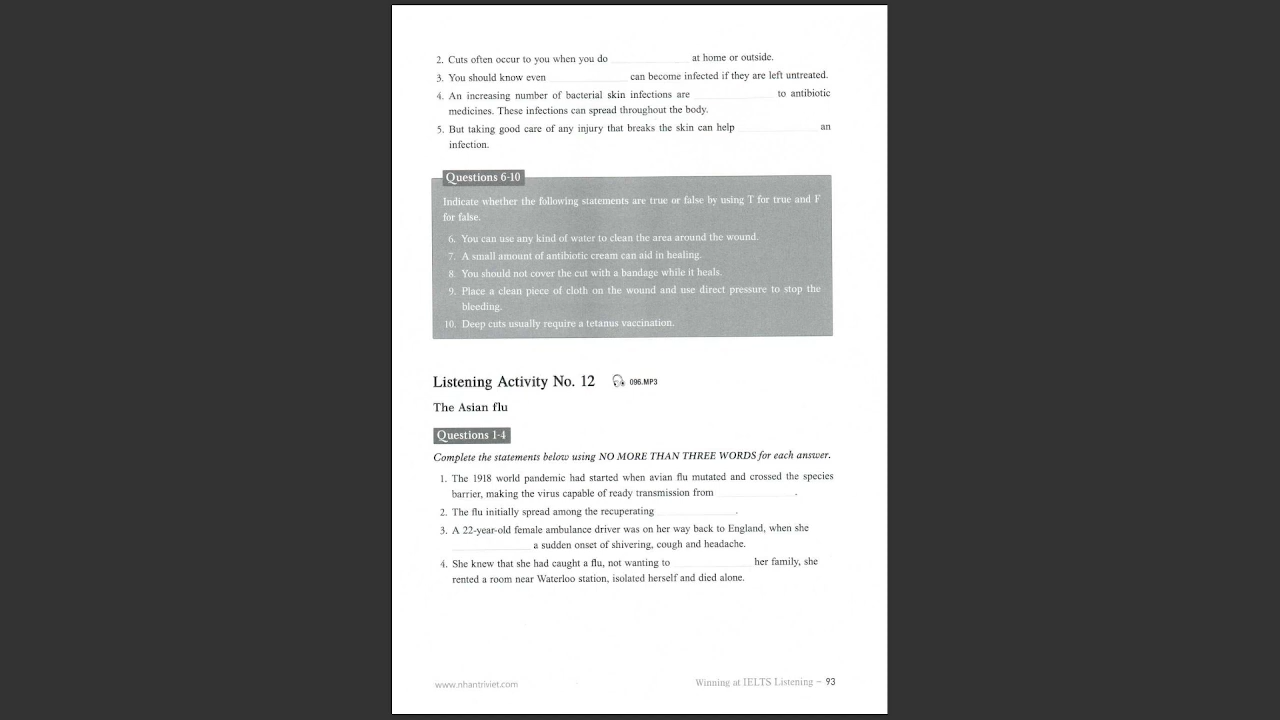 2. Cuts often occur to you when you do ______ at home or outside.
3. You should know even ______ can become infected if they are left untreated.
4. An increasing number of bacterial skin infections are ______ to antibiotic
medicines. These infections can spread throughout the body.
5. But taking good care of any injury that breaks the skin can help ______ an
infection.
Questions 6-10
Indicate whether the following statements are true or false by using T for true and F
for false.
6. You can use any kind of water to clean the area around the wound.
7. A small amount of antibiotic cream can aid in healing.
8. You should not cover the cut with a bandage while it heals.
9. Place a clean piece of cloth on the wound and use direct pressure to stop the
bleeding.
10. Deep cuts usually require a tetanus vaccination.
Listening Activity No. 12 096.MP3
The Asian flu
Questions 1-4
Complete the statements below using NO MORE THAN THREE WORDS for each answer.
1. The 1918 world pandemic had started when avian flu mutated and crossed the species
barrier, making the virus capable of ready transmission from ______.
2. The flu initially spread among the recuperating ______.
3. A 22-year-old female ambulance driver was on her way back to England, when she
______ a sudden onset of shivering, cough and headache.
4. She knew that she had caught a flu, not wanting to ______ her family, she
rented a room near Waterloo station, isolated herself and died alone.
www.nhantriviet.com
Winning at IELTS Listening – 93